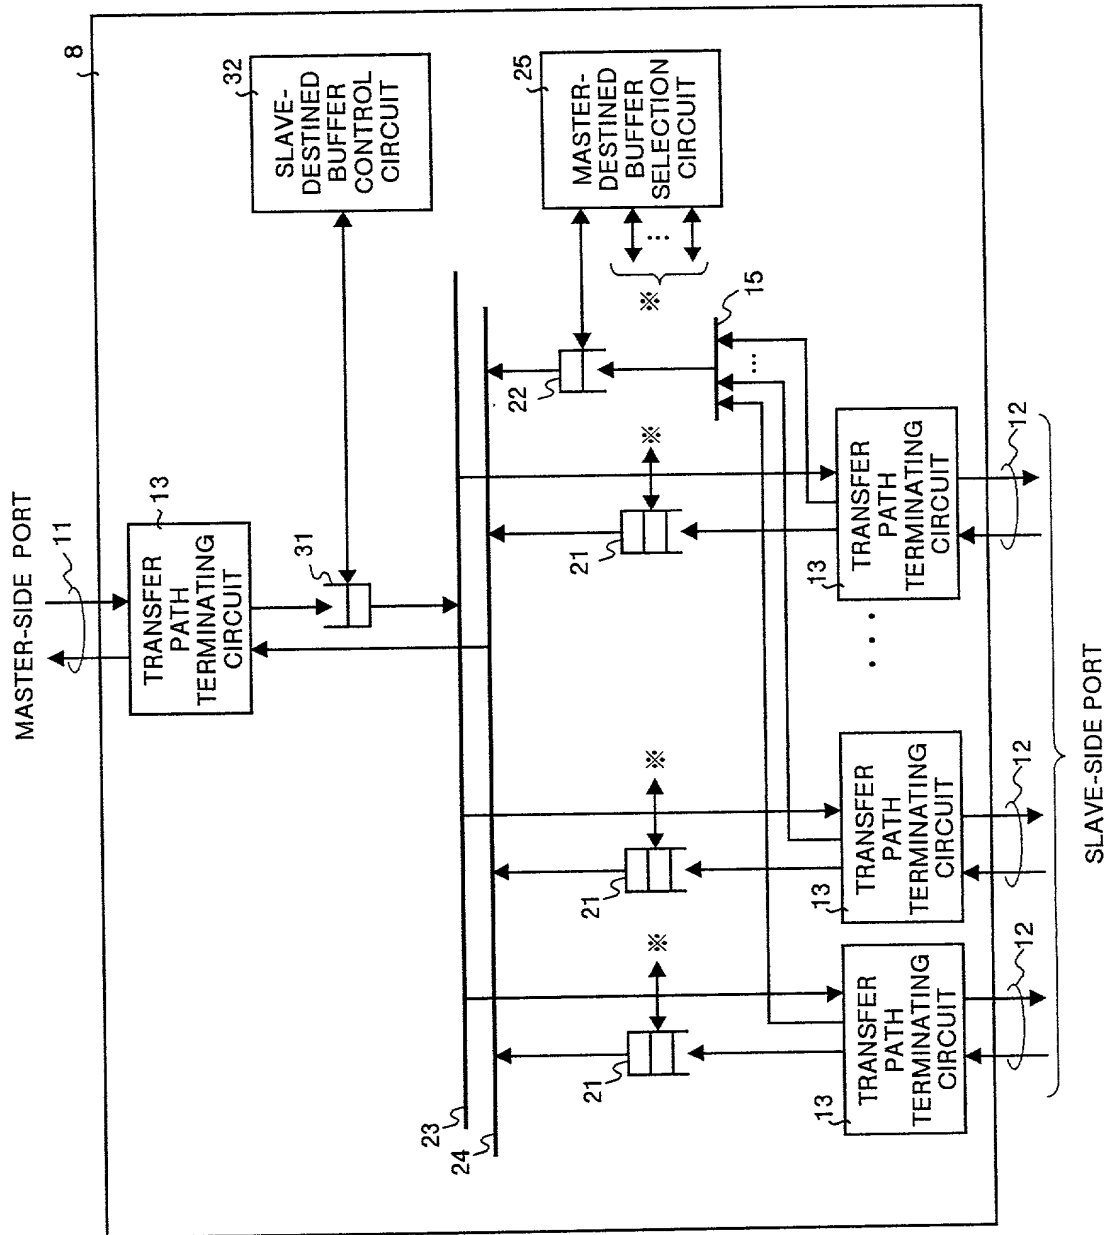 MASTER-SIDE PORT
11
8
13
TRANSFER
PATH
TERMINATING
CIRCUIT
32
SLAVE-
DESTINED
BUFFER
CONTROL
CIRCUIT
31
25
MASTER-
DESTINED
BUFFER
SELECTION
CIRCUIT
...
※
23
24
22
15
...
21
※
21
※
21
※
13
TRANSFER
PATH
TERMINATING
CIRCUIT
12
13
TRANSFER
PATH
TERMINATING
CIRCUIT
12
. . . .
13
TRANSFER
PATH
TERMINATING
CIRCUIT
12
SLAVE-SIDE PORT